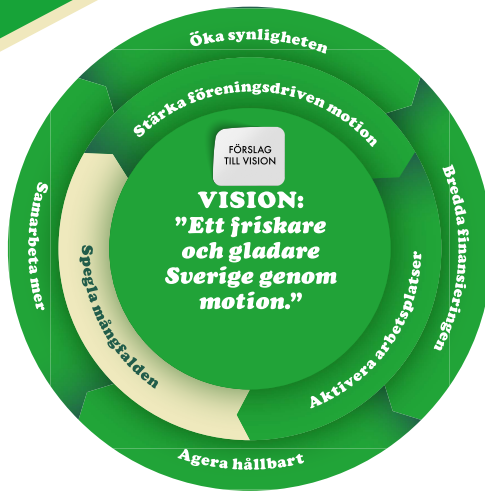 Öka synligheten
Stärka föreningsdriven motion
FÖRSLAG
TILL VISION
VISION:
”Ett friskare
och gladare
Sverige genom
motion.”
Bredda finansieringen
Samarbeta mer
Spegla mångfalden
Aktivera arbetsplatser
Agera hållbart